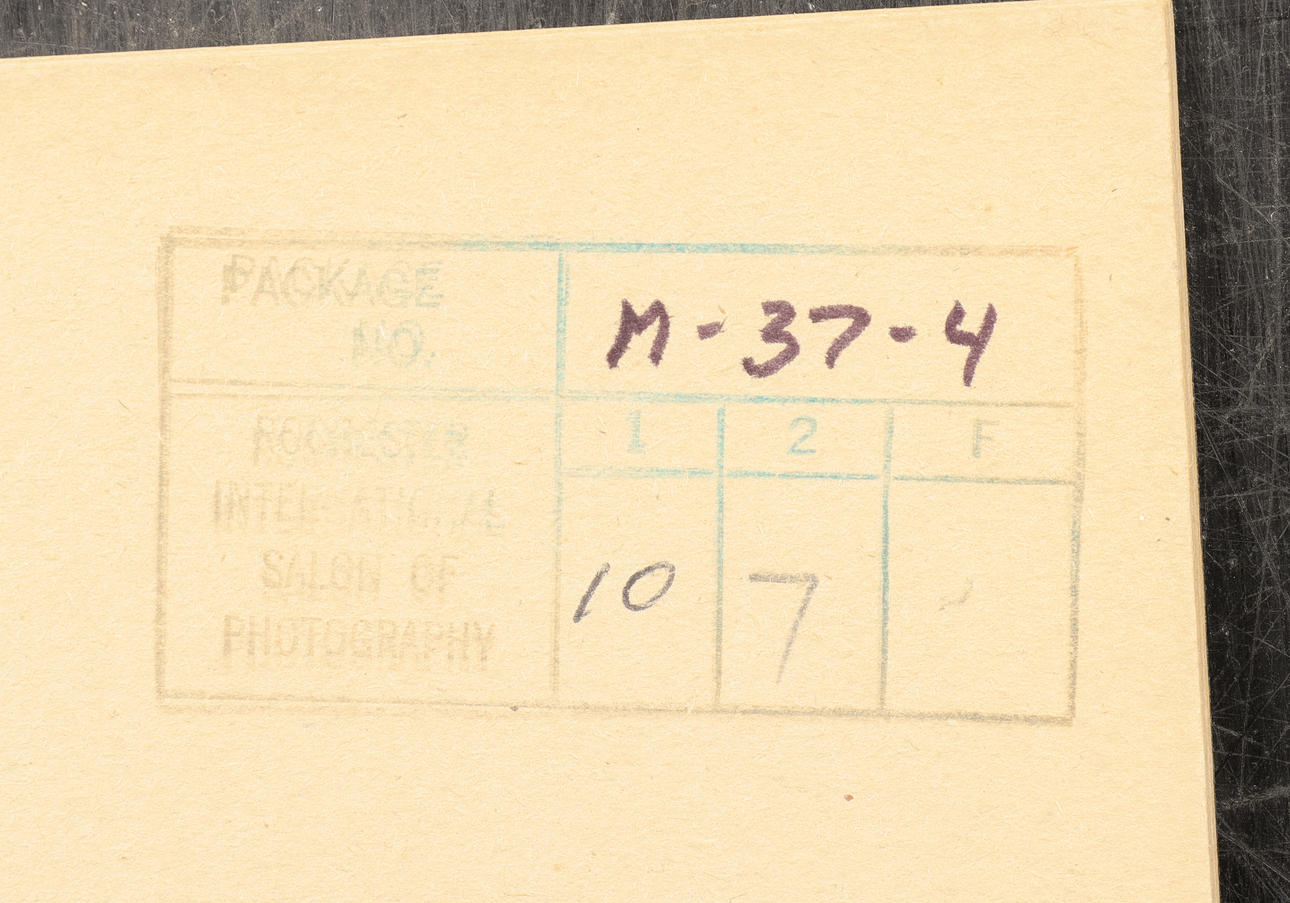 PACKAGE
NO.
M-37-4
ROCHESTER
INTERNATIONAL
SALON OF
PHOTOGRAPHY
1 2 F
10 7